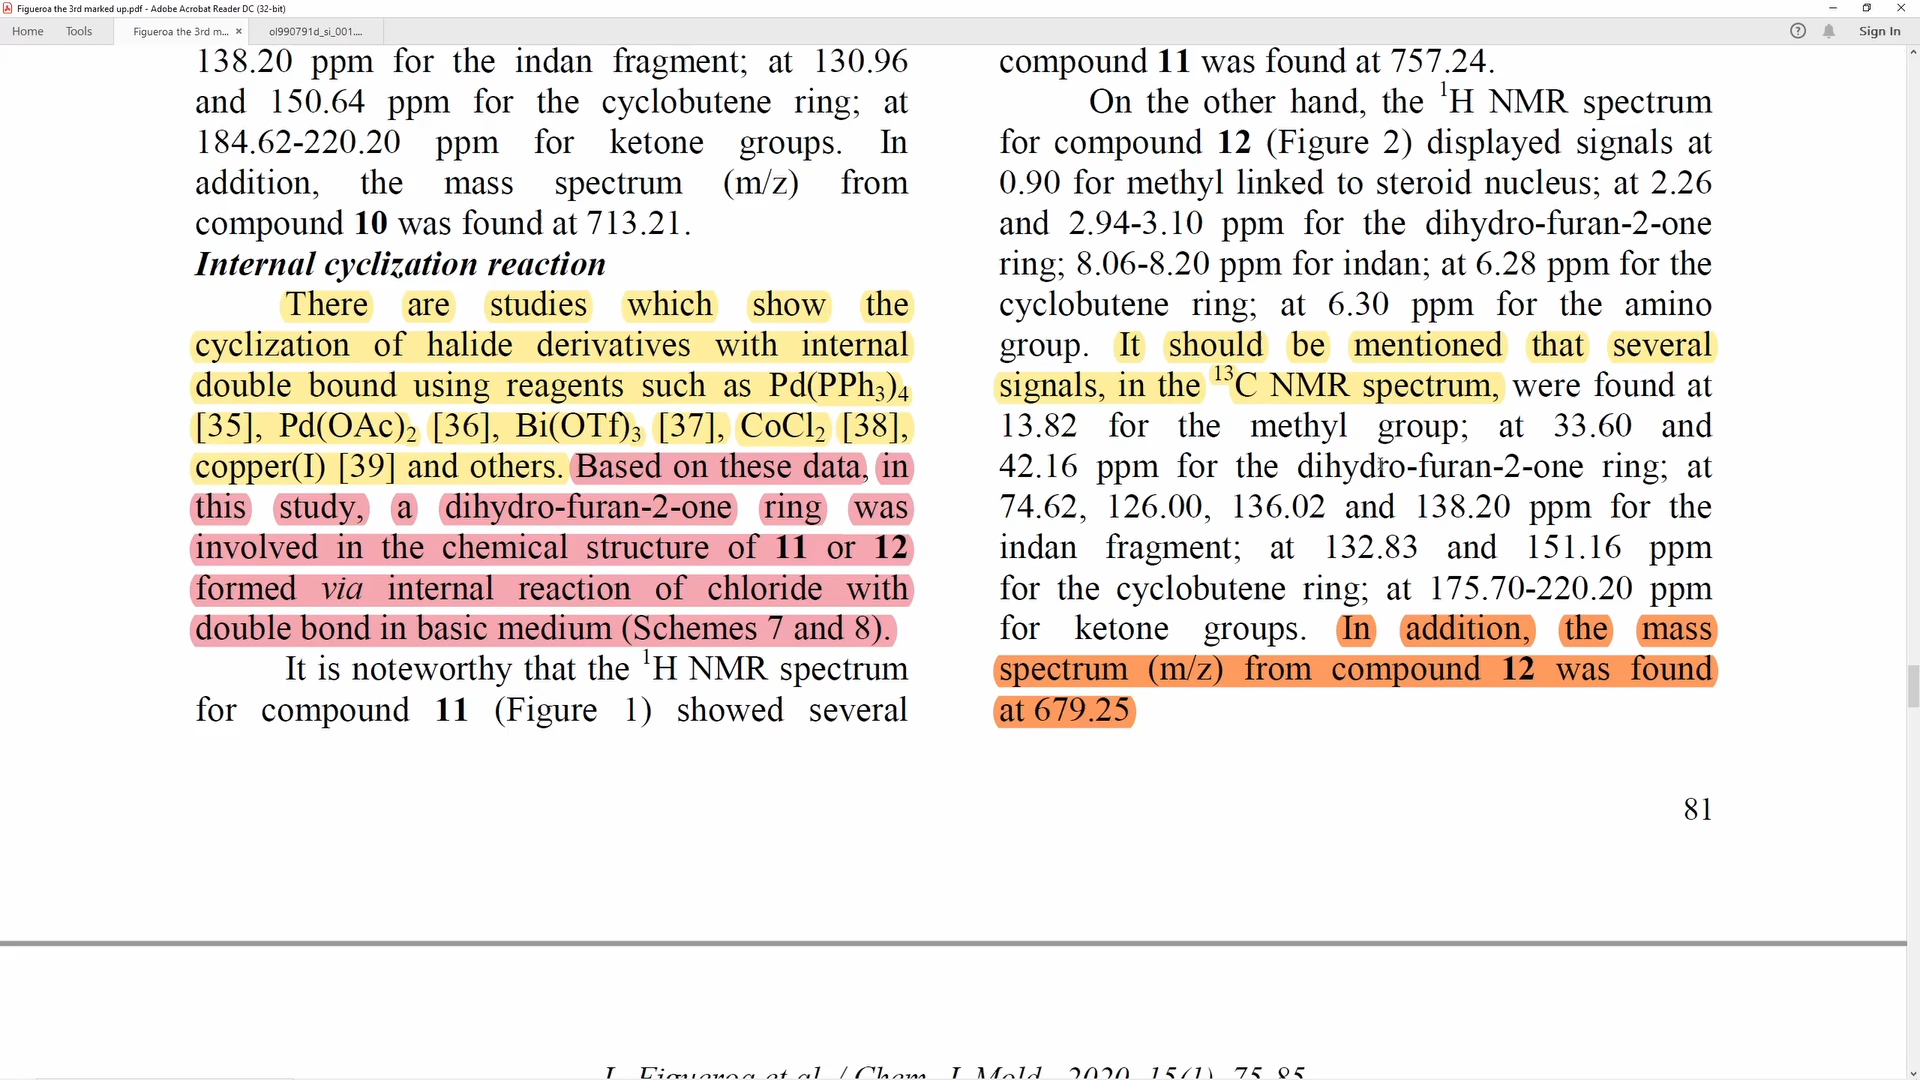 Figueroa the 3rd marked up.pdf - Adobe Acrobat Reader DC (32-bit)
Home Tools Figueroa the 3rd m... × ol990791d_si_001.... Sign In
138.20 ppm for the indan fragment; at 130.96
and 150.64 ppm for the cyclobutene ring; at
184.62-220.20 ppm for ketone groups. In
addition, the mass spectrum (m/z) from
compound 10 was found at 713.21.
Internal cyclization reaction
There are studies which show the
cyclization of halide derivatives with internal
double bound using reagents such as Pd(PPh₃)₄
[35], Pd(OAc)₂ [36], Bi(OTf)₃ [37], CoCl₂ [38],
copper(I) [39] and others. Based on these data, in
this study, a dihydro-furan-2-one ring was
involved in the chemical structure of 11 or 12
formed via internal reaction of chloride with
double bond in basic medium (Schemes 7 and 8).
It is noteworthy that the ¹H NMR spectrum
for compound 11 (Figure 1) showed several
compound 11 was found at 757.24.
On the other hand, the ¹H NMR spectrum
for compound 12 (Figure 2) displayed signals at
0.90 for methyl linked to steroid nucleus; at 2.26
and 2.94-3.10 ppm for the dihydro-furan-2-one
ring; 8.06-8.20 ppm for indan; at 6.28 ppm for the
cyclobutene ring; at 6.30 ppm for the amino
group. It should be mentioned that several
signals, in the ¹³C NMR spectrum, were found at
13.82 for the methyl group; at 33.60 and
42.16 ppm for the dihydro-furan-2-one ring; at
74.62, 126.00, 136.02 and 138.20 ppm for the
indan fragment; at 132.83 and 151.16 ppm
for the cyclobutene ring; at 175.70-220.20 ppm
for ketone groups. In addition, the mass
spectrum (m/z) from compound 12 was found
at 679.25
81
L. Figueroa et al. / Chem. J. Mold., 2020, 15(1), 75-85